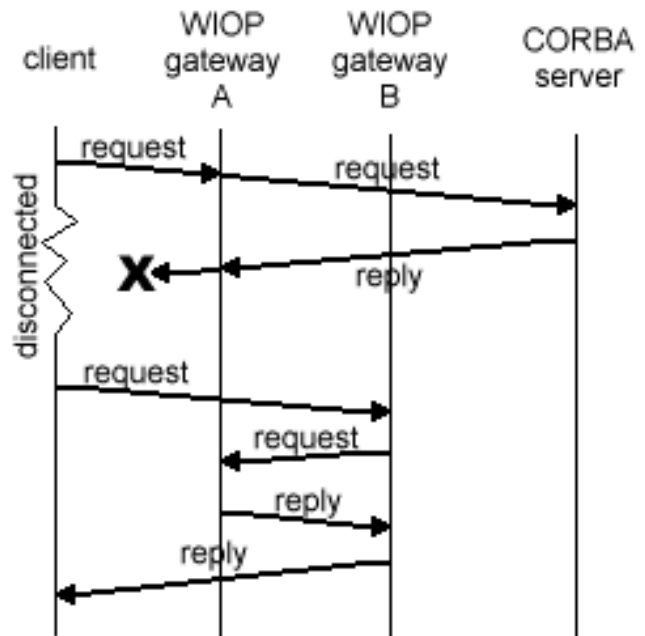 client
WIOP
gateway
A
WIOP
gateway
B
CORBA
server
request
request
disconnected
X
reply
request
request
reply
reply